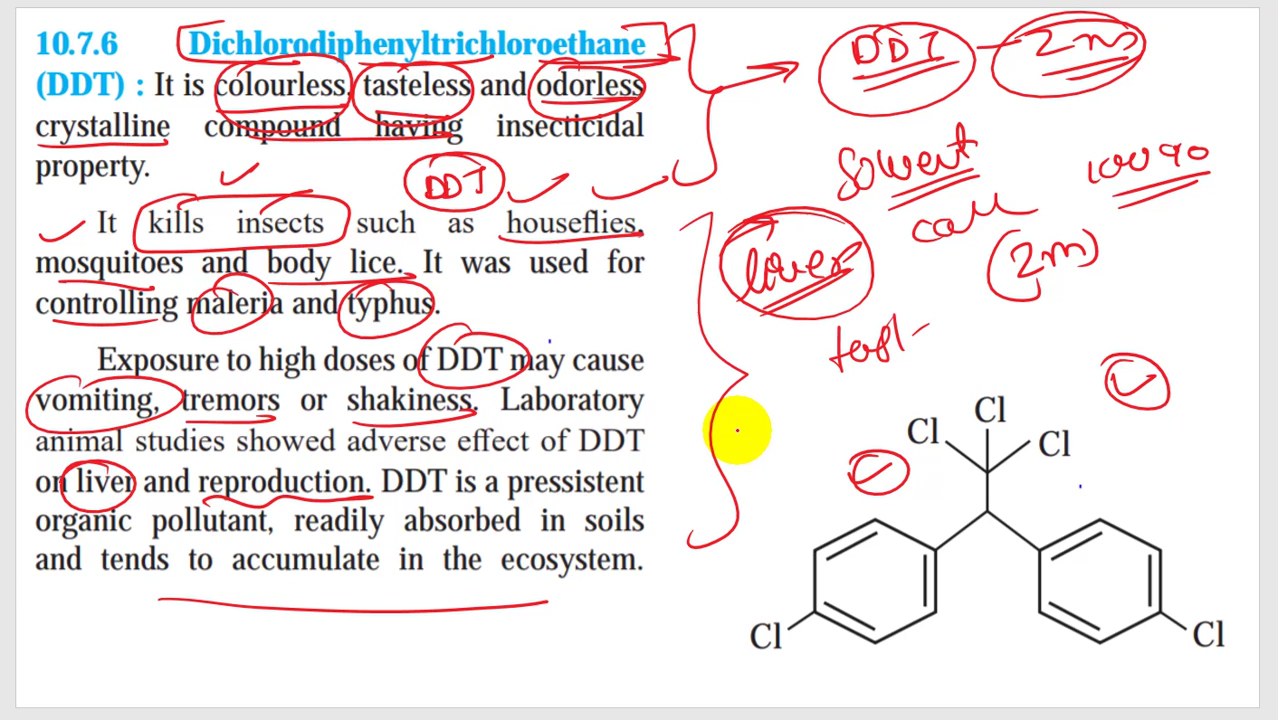 10.7.6 Dichlorodiphenyltrichloroethane
(DDT) : It is colourless, tasteless and odorless
crystalline compound having insecticidal
property.
It kills insects such as houseflies,
mosquitoes and body lice. It was used for
controlling maleria and typhus.
Exposure to high doses of DDT may cause
vomiting, tremors or shakiness. Laboratory
animal studies showed adverse effect of DDT
on liver and reproduction. DDT is a pressistent
organic pollutant, readily absorbed in soils
and tends to accumulate in the ecosystem.
DDT
DDT - 2m
Solvent
100%
liver
(2m)
Cl
Cl
Cl
Cl
Cl